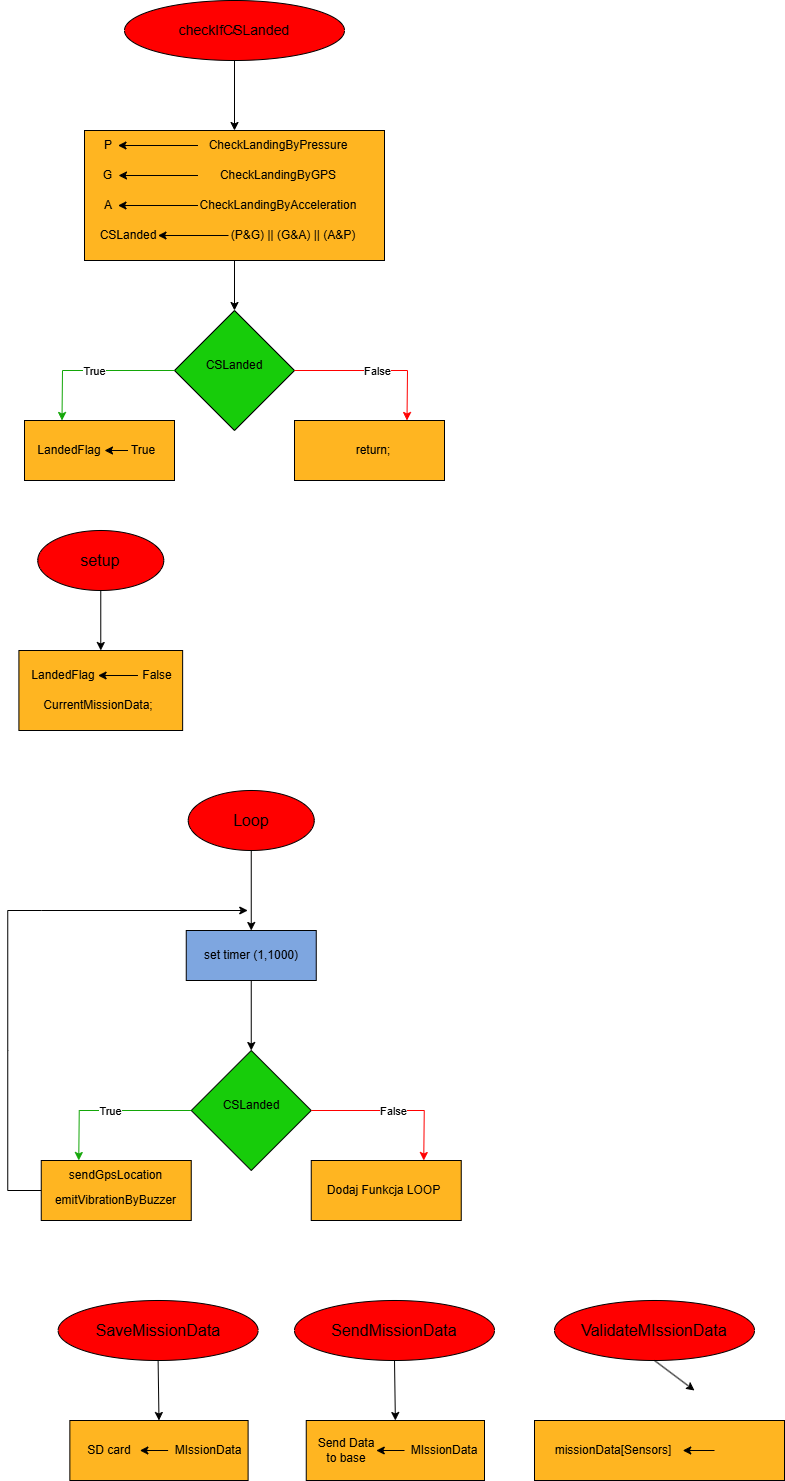 checkIfCSLanded
P CheckLandingByPressure
G CheckLandingByGPS
A CheckLandingByAcceleration
CSLanded (P&G) || (G&A) || (A&P)
CSLanded
True
False
LandedFlag True
return;
setup
LandedFlag False
CurrentMissionData;
Loop
set timer (1,1000)
CSLanded
True
False
sendGpsLocation
emitVibrationByBuzzer
Dodaj Funkcja LOOP
SaveMissionData
SendMissionData
ValidateMIssionData
SD card MIssionData
Send Data
to base
MIssionData
missionData[Sensors]